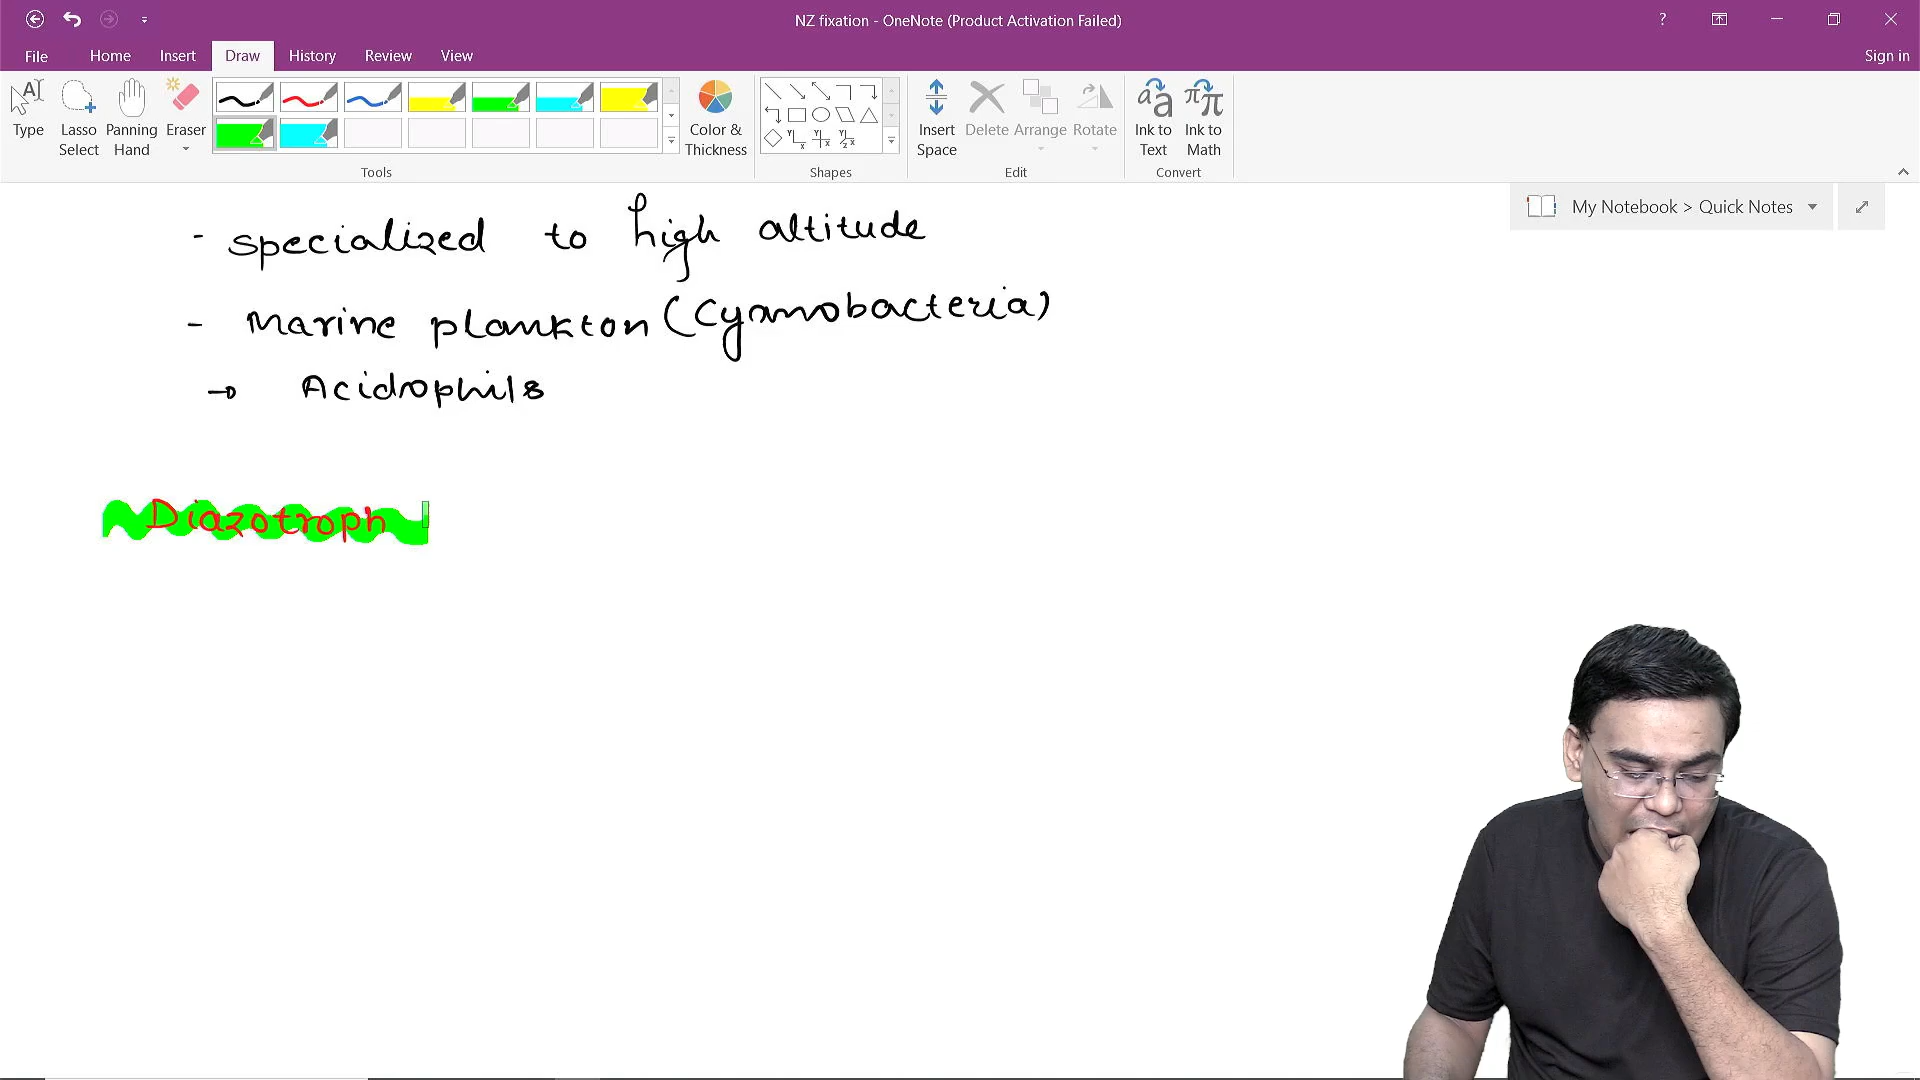 NZ fixation - OneNote (Product Activation Failed)
?
File Home Insert Draw History Review View
Sign in
Type
Lasso Select
Panning Hand
Eraser
Color & Thickness
Insert Space
Delete
Arrange
Rotate
Ink to Text
Ink to Math
Tools
Shapes
Edit
Convert
My Notebook > Quick Notes
- specialized to high altitude
- Marine plankton (Cyanobacteria)
→ Acidrophils
Diazotroph